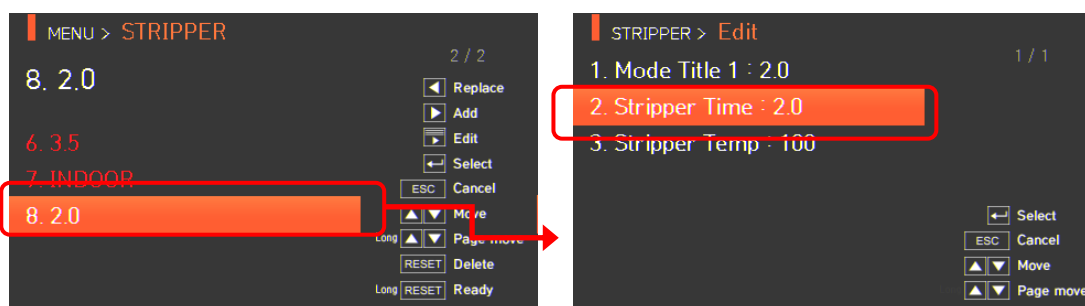 MENU > STRIPPER
2 / 2
8. 2.0
Replace
Add
6. 3.5
Edit
Select
7. INDOOR
ESC Cancel
8. 2.0
Move
Long Page move
RESET Delete
Long RESET Ready
STRIPPER > Edit
1 / 1
1. Mode Title 1 : 2.0
2. Stripper Time : 2.0
3. Stripper Temp : 100
Select
ESC Cancel
Move
Page move